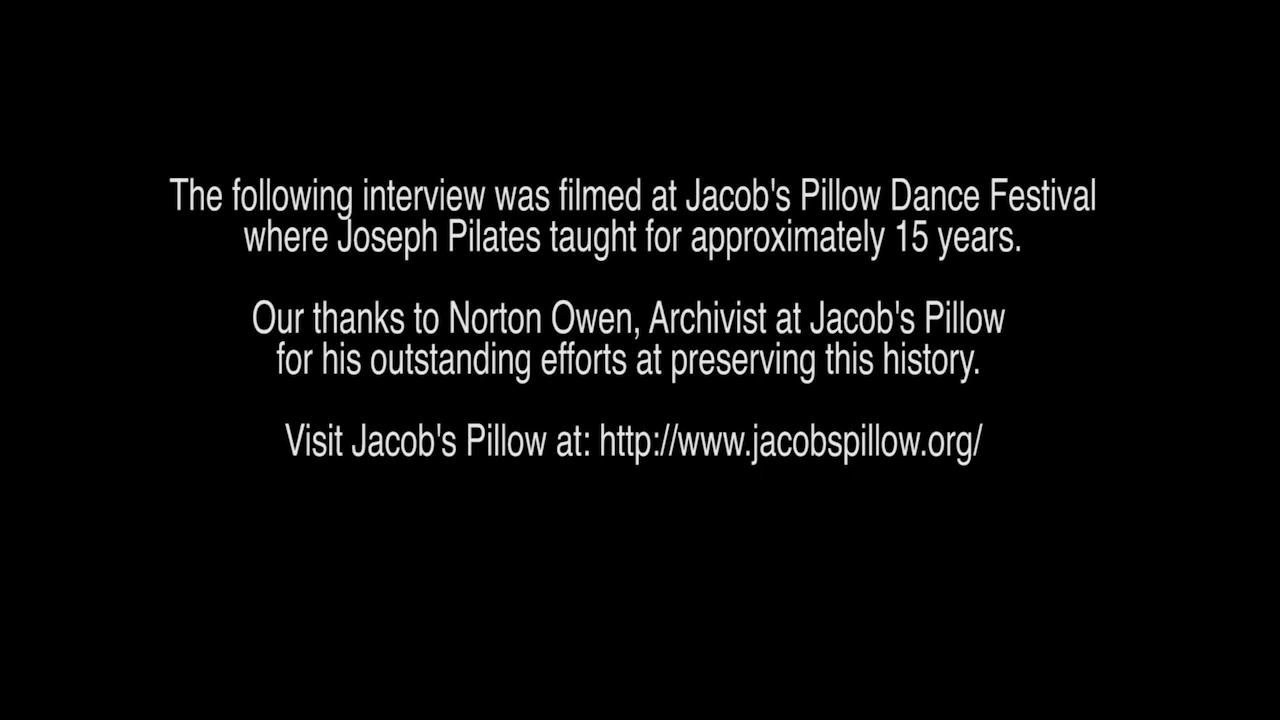 The following interview was filmed at Jacob's Pillow Dance Festival
where Joseph Pilates taught for approximately 15 years.
Our thanks to Norton Owen, Archivist at Jacob's Pillow
for his outstanding efforts at preserving this history.
Visit Jacob's Pillow at: http://www.jacobspillow.org/